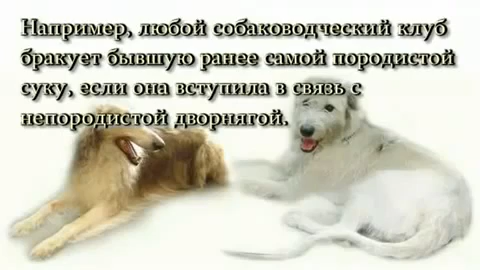 Например, любой собаководческий клуб
бракует бывшую ранее самой породистой
суку, если она вступила в связь с
непородистой дворнягой.